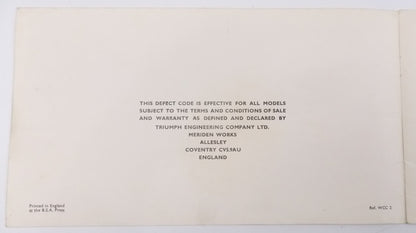 THIS DEFECT CODE IS EFFECTIVE FOR ALL MODELS
SUBJECT TO THE TERMS AND CONDITIONS OF SALE
AND WARRANTY AS DEFINED AND DECLARED BY
TRIUMPH ENGINEERING COMPANY LTD.
MERIDEN WORKS
ALLESLEY
COVENTRY CV5.9AU
ENGLAND
Printed in England
at the B.S.A. Press
Ref. WCC 2